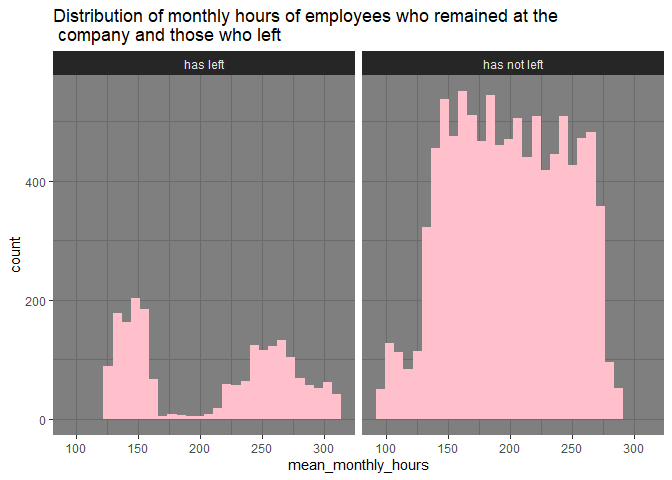 Distribution of monthly hours of employees who remained at the
company and those who left
has left
has not left
count
400
200
0
100
150
200
250
300
100
150
200
250
300
mean_monthly_hours